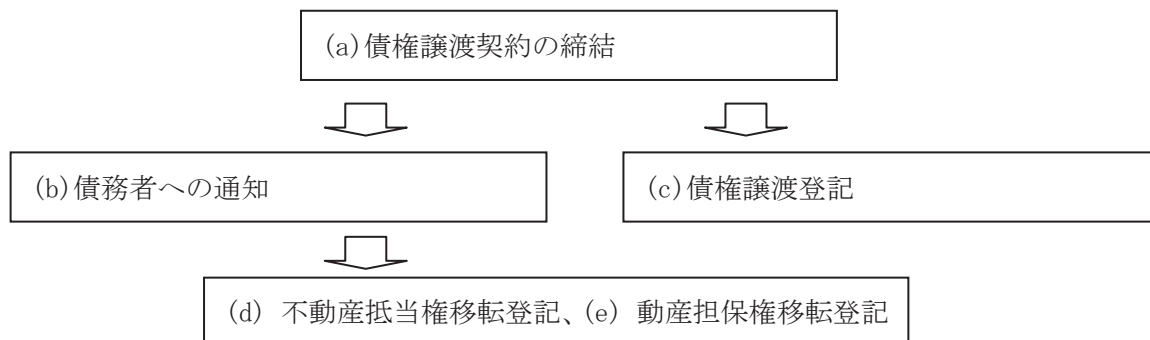 (a)債権譲渡契約の締結
(b)債務者への通知
(c)債権譲渡登記
(d) 不動産抵当権移転登記、(e) 動産担保権移転登記